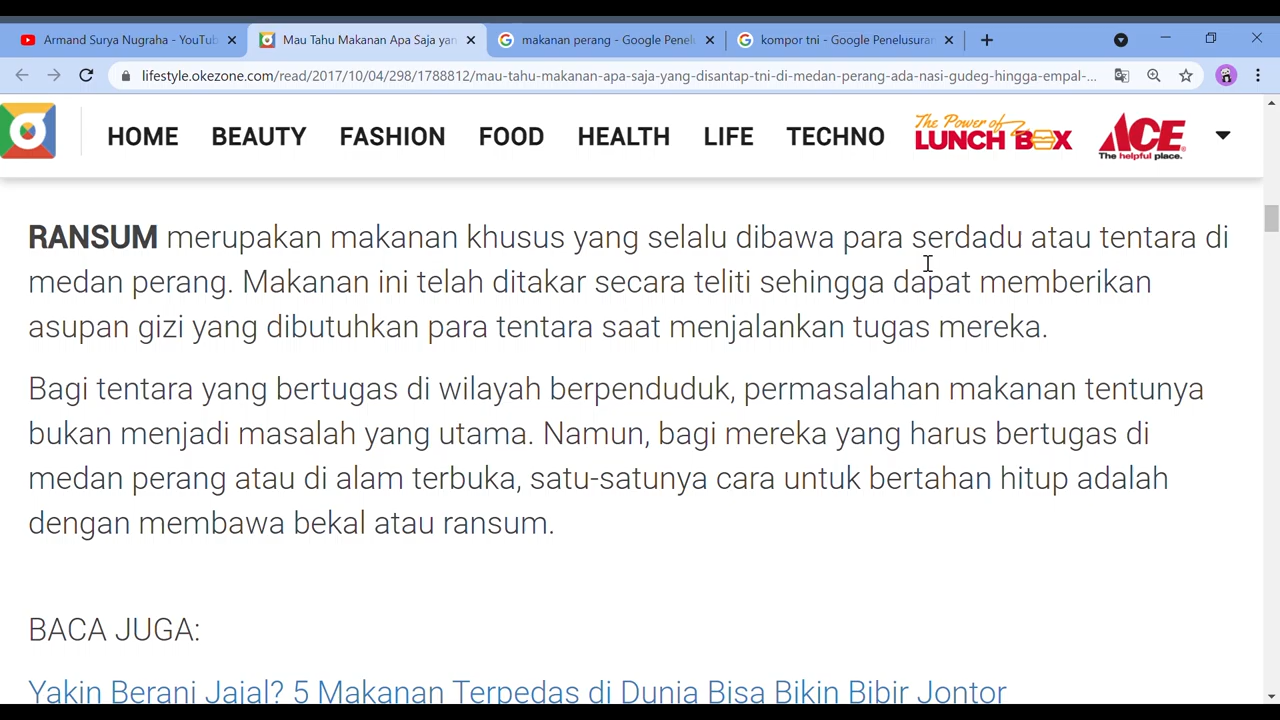 Armand Surya Nugraha - YouTub
Mau Tahu Makanan Apa Saja yan
makanan perang - Google Penel
kompor tni - Google Penelusuran
lifestyle.okezone.com/read/2017/10/04/298/1788812/mau-tahu-makanan-apa-saja-yang-disantap-tni-di-medan-perang-ada-nasi-gudeg-hingga-empal-...
HOME BEAUTY FASHION FOOD HEALTH LIFE TECHNO
The Power of
LUNCH BOX
ACE
The helpful place.
RANSUM merupakan makanan khusus yang selalu dibawa para serdadu atau tentara di
medan perang. Makanan ini telah ditakar secara teliti sehingga dapat memberikan
asupan gizi yang dibutuhkan para tentara saat menjalankan tugas mereka.
Bagi tentara yang bertugas di wilayah berpenduduk, permasalahan makanan tentunya
bukan menjadi masalah yang utama. Namun, bagi mereka yang harus bertugas di
medan perang atau di alam terbuka, satu-satunya cara untuk bertahan hitup adalah
dengan membawa bekal atau ransum.
BACA JUGA:
Yakin Berani Jajal? 5 Makanan Terpedas di Dunia Bisa Bikin Bibir Jontor